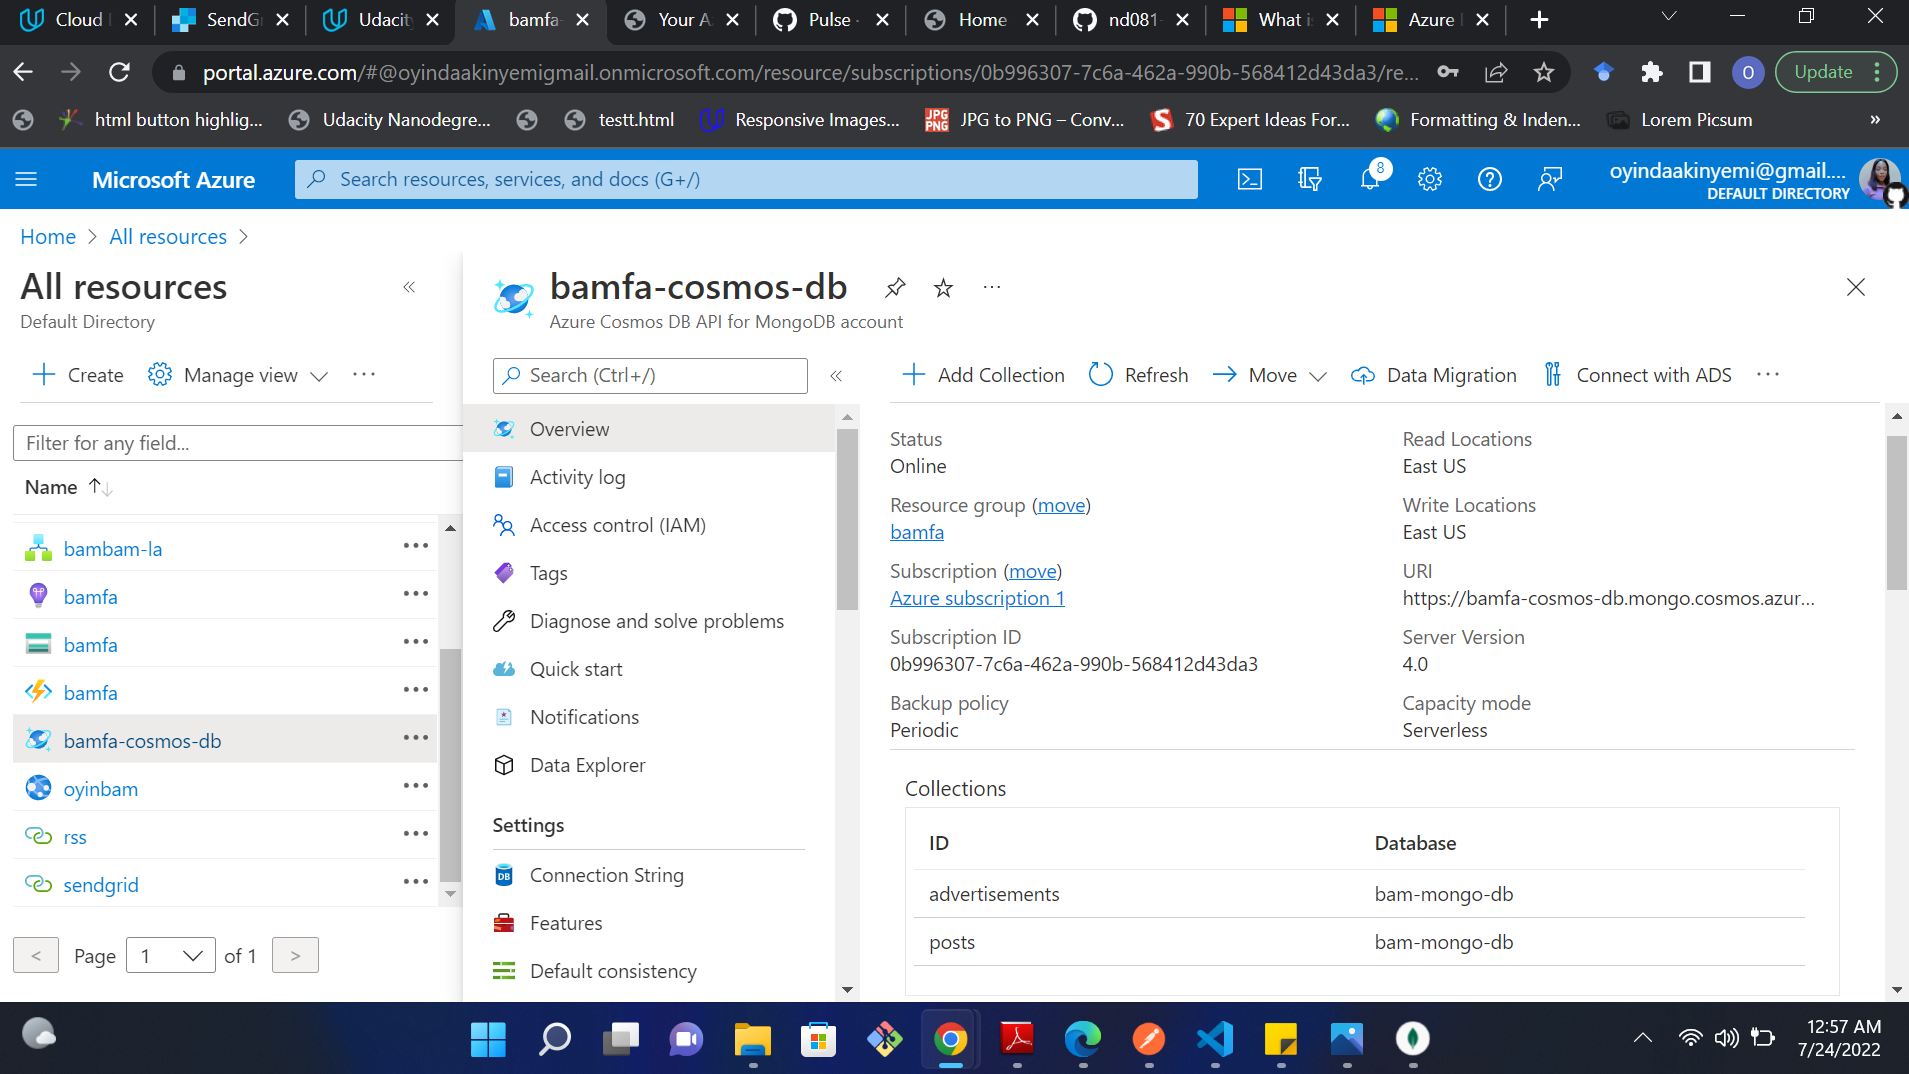 Cloud
SendG
Udacit
bamfa-
Your A
Pulse ·
Home
nd081-
What i
Azure
portal.azure.com/#@oyindaakinyemigmail.onmicrosoft.com/resource/subscriptions/0b996307-7c6a-462a-990b-568412d43da3/re...
O
Update
html button highlig...
Udacity Nanodegre...
testt.html
Responsive Images...
JPG to PNG – Conv...
70 Expert Ideas For...
Formatting & Inden...
Lorem Picsum
»
Microsoft Azure
Search resources, services, and docs (G+/)
8
oyindaakinyemi@gmail....
DEFAULT DIRECTORY
Home > All resources >
All resources
Default Directory
Create
Manage view
Filter for any field...
Name
bambam-la
bamfa
bamfa
bamfa
bamfa-cosmos-db
oyinbam
rss
sendgrid
< Page 1 of 1 >
bamfa-cosmos-db
Azure Cosmos DB API for MongoDB account
Search (Ctrl+/)
Overview
Activity log
Access control (IAM)
Tags
Diagnose and solve problems
Quick start
Notifications
Data Explorer
Settings
DB
Connection String
Features
Default consistency
Add Collection
Refresh
Move
Data Migration
Connect with ADS
Status
Online
Resource group (move)
bamfa
Subscription (move)
Azure subscription 1
Subscription ID
0b996307-7c6a-462a-990b-568412d43da3
Backup policy
Periodic
Read Locations
East US
Write Locations
East US
URI
https://bamfa-cosmos-db.mongo.cosmos.azur...
Server Version
4.0
Capacity mode
Serverless
Collections
ID Database
advertisements bam-mongo-db
posts bam-mongo-db
12:57 AM
7/24/2022